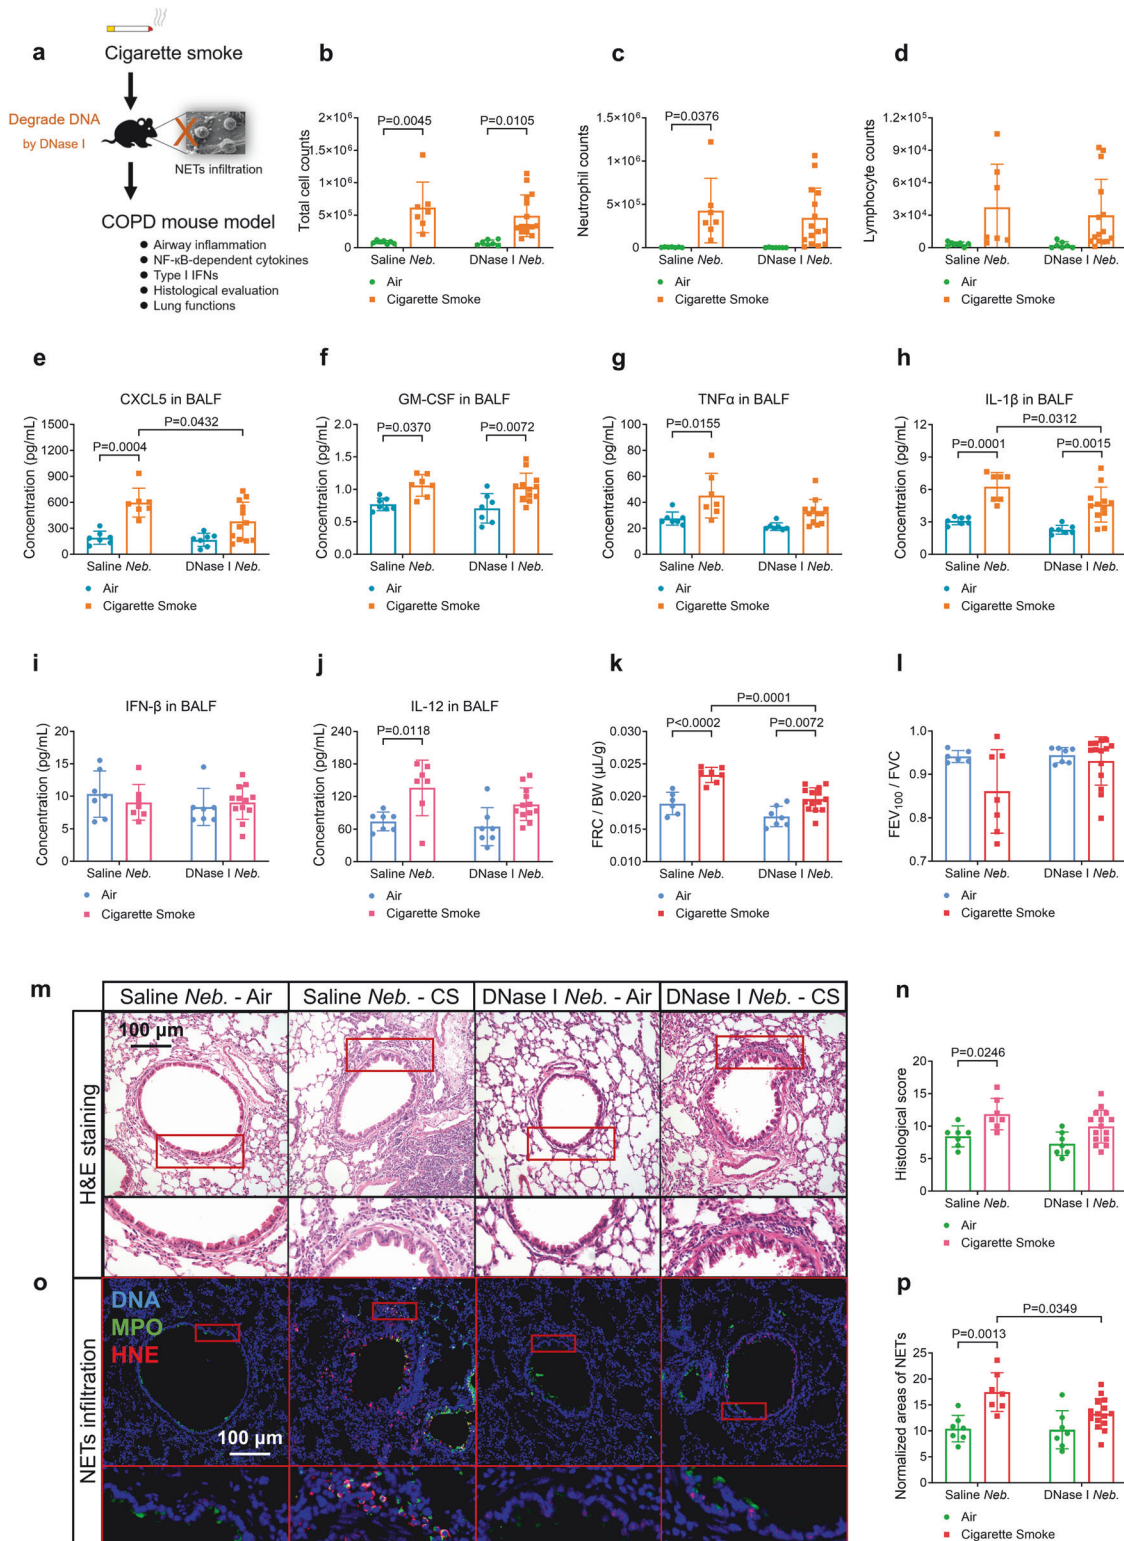 a
Cigarette smoke
Degrade DNA
by DNase I
NETs infiltration
COPD mouse model
● Airway inflammation
● NF-κB-dependent cytokines
● Type I IFNs
● Histological evaluation
● Lung functions
b
Total cell counts
2×10⁶
1×10⁶
1×10⁶
5×10⁵
0
P=0.0045
P=0.0105
Saline Neb.
DNase I Neb.
Air
Cigarette Smoke
c
Neutrophil counts
1.5×10⁶
1×10⁶
5×10⁵
0
P=0.0376
Saline Neb.
DNase I Neb.
Air
Cigarette Smoke
d
Lymphocyte counts
1.2×10⁵
9×10⁴
6×10⁴
3×10⁴
0
Saline Neb.
DNase I Neb.
Air
Cigarette Smoke
e
CXCL5 in BALF
Concentration (pg/mL)
1500
1200
900
600
300
0
P=0.0432
P=0.0004
Saline Neb.
DNase I Neb.
Air
Cigarette Smoke
f
GM-CSF in BALF
Concentration (pg/mL)
2.0
1.5
1.0
0.5
0.0
P=0.0370
P=0.0072
Saline Neb.
DNase I Neb.
Air
Cigarette Smoke
g
TNFα in BALF
Concentration (pg/mL)
100
80
60
40
20
0
P=0.0155
Saline Neb.
DNase I Neb.
Air
Cigarette Smoke
h
IL-1β in BALF
Concentration (pg/mL)
12
9
6
3
0
P=0.0312
P=0.0001
P=0.0015
Saline Neb.
DNase I Neb.
Air
Cigarette Smoke
i
IFN-β in BALF
Concentration (pg/mL)
20
15
10
5
0
Saline Neb.
DNase I Neb.
Air
Cigarette Smoke
j
IL-12 in BALF
Concentration (pg/mL)
240
180
120
60
0
P=0.0118
Saline Neb.
DNase I Neb.
Air
Cigarette Smoke
k
FRC / BW (μL/g)
0.030
0.025
0.020
0.015
0.010
P=0.0001
P<0.0002
P=0.0072
Saline Neb.
DNase I Neb.
Air
Cigarette Smoke
l
FEV₁₀₀ / FVC
1.0
0.9
0.8
0.7
Saline Neb.
DNase I Neb.
Air
Cigarette Smoke
m
Saline Neb. - Air
Saline Neb. - CS
DNase I Neb. - Air
DNase I Neb. - CS
H&E staining
100 μm
n
Histological score
20
15
10
5
0
P=0.0246
Saline Neb.
DNase I Neb.
Air
Cigarette Smoke
o
NETs infiltration
DNA
MPO
HNE
100 μm
p
Normalized areas of NETs
25
20
15
10
5
0
P=0.0349
P=0.0013
Saline Neb.
DNase I Neb.
Air
Cigarette Smoke